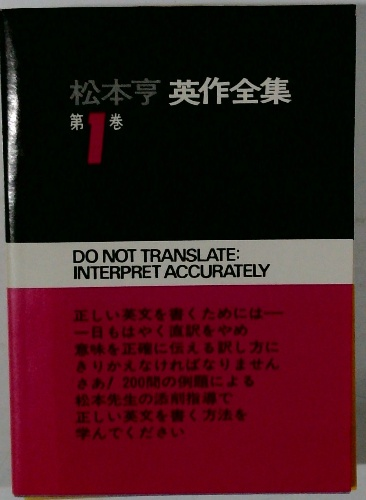 松本亨 英作全集
第1巻
DO NOT TRANSLATE:
INTERPRET ACCURATELY
正しい英文を書くためには──
一日もはやく直訳をやめ
意味を正確に伝える訳し方に
きりかえなければなりません
さあ! 200問の例題による
松本先生の添削指導で
正しい英文を書く方法を
学んでください